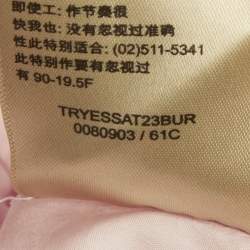 即使工: 作节奏很
快我也: 没有忽视过准确
性此特别适合: (02)511-5341
此特别作要有忽视过
有 90-19.5F
TRYESSAT23BUR
0080903 / 61C